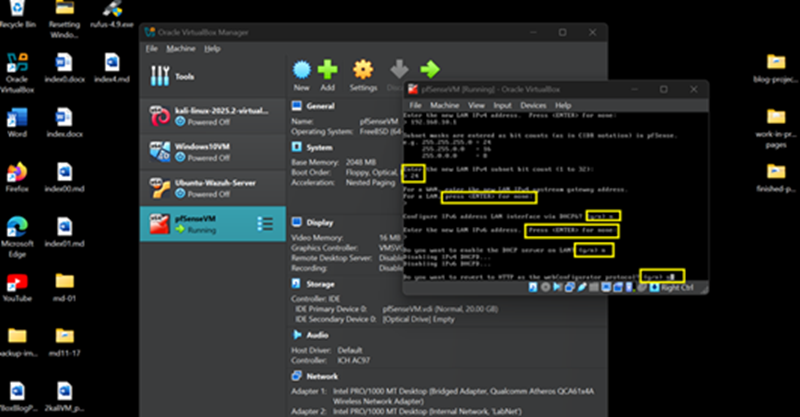 Recycle Bin
Resetting Windo...
rufus-4.9.exe
Oracle VirtualBox
index0.docx
index4.md
Word
index.docx
Firefox
index00.md
Microsoft Edge
index01.md
YouTube
md-01
backup-im...
md11-17
2kaliVM_p...
Oracle VirtualBox Manager
File Machine Help
Tools
kali-linux-2025.2-virtual...
Powered Off
Windows10VM
Powered Off
Ubuntu-Wazuh-Server
Powered Off
pfSenseVM
Running
New Add Settings
General
Name: pfSenseVM
Operating System: FreeBSD (64-
System
Base Memory: 2048 MB
Boot Order: Floppy, Optical,
Acceleration: Nested Paging
Display
Video Memory: 16 MB
Graphics Controller: VMSV
Remote Desktop Server: Disable
Recording: Disable
Storage
Controller: IDE
IDE Primary Device 0: pfSenseVM.vdi (Normal, 20.00 GB)
IDE Secondary Device 0: [Optical Drive] Empty
Audio
Host Driver: Default
Controller: ICH AC97
Network
Adapter 1: Intel PRO/1000 MT Desktop (Bridged Adapter, Qualcomm Atheros QCA61x4A
Wireless Network Adapter)
Adapter 2: Intel PRO/1000 MT Desktop (Internal Network, 'LabNet')
pfSenseVM [Running] - Oracle VirtualBox
File Machine View Input Devices Help
Enter the new LAN IPv4 address. Press <ENTER> for none:
> 192.168.10.1
Subnet masks are entered as bit counts (as in CIDR notation) in pfSense.
e.g. 255.255.255.0 = 24
255.255.0.0 = 16
255.0.0.0 = 8
Enter the new LAN IPv4 subnet bit count (1 to 32):
> 24
For a WAN, enter the new LAN IPv4 upstream gateway address.
For a LAN, press <ENTER> for none:
Configure IPv6 address LAN interface via DHCP6? (y/n) n
Enter the new LAN IPv6 address. Press <ENTER> for none:
>
Do you want to enable the DHCP server on LAN? (y/n) n
Disabling IPv4 DHCPD...
Disabling IPv6 DHCPD...
Do you want to revert to HTTP as the webConfigurator protocol? (y/n) n
Right Ctrl
blog-projec...
work-in-pr... pages
finished-p...